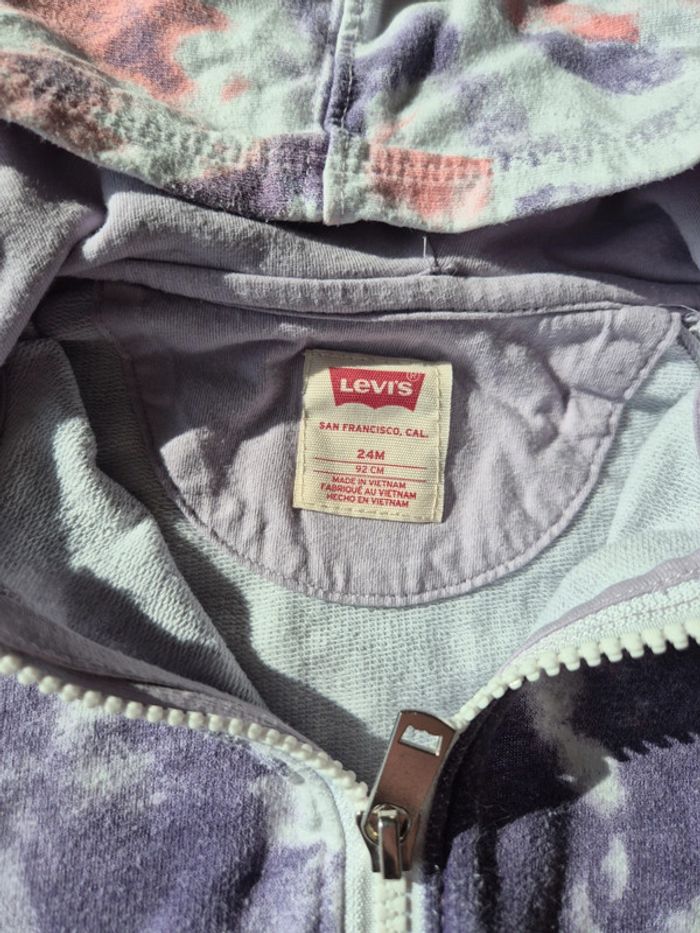 LEVI'S ®
SAN FRANCISCO, CAL.
24M
92 CM
MADE IN VIETNAM
FABRIQUÉ AU VIETNAM
HECHO EN VIETNAM